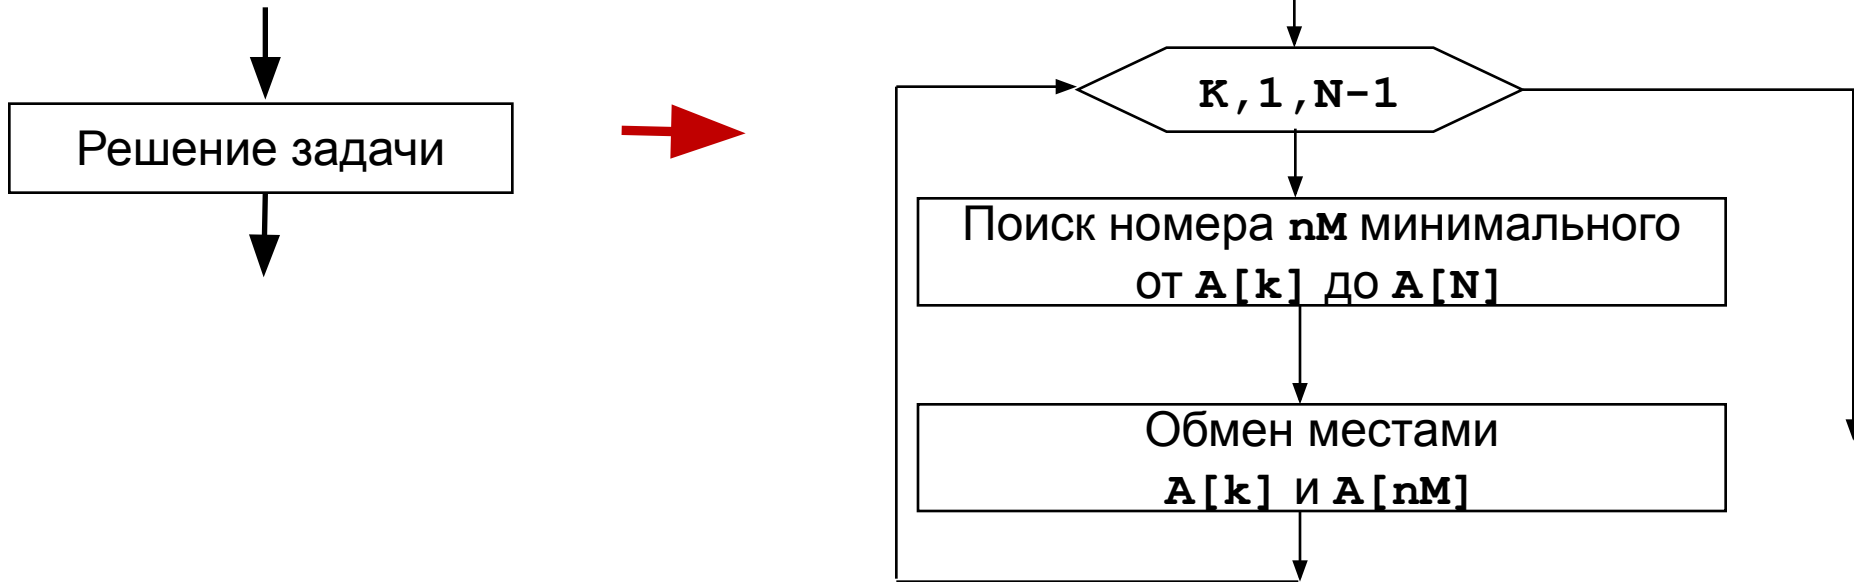 Решение задачи
K,1,N-1
Поиск номера nM минимального
от A[k] до A[N]
Обмен местами
A[k] и A[nM]